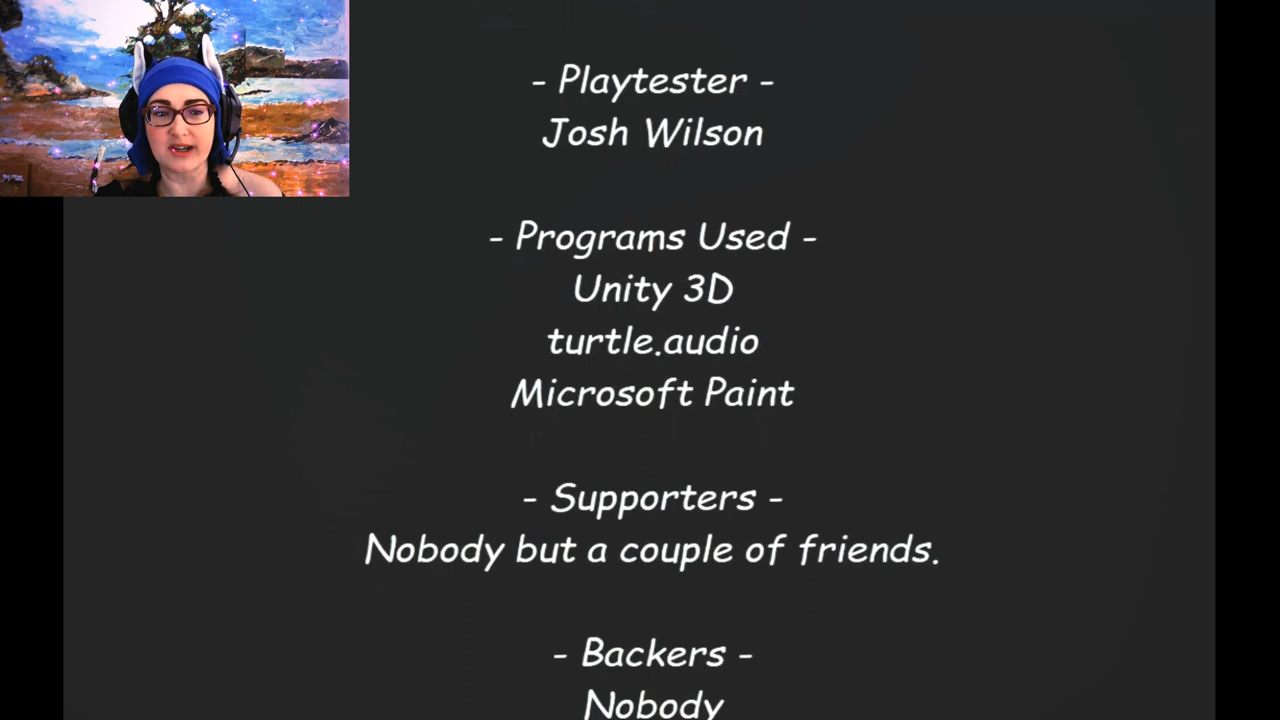 - Playtester -
Josh Wilson
- Programs Used -
Unity 3D
turtle.audio
Microsoft Paint
- Supporters -
Nobody but a couple of friends.
- Backers -
Nobody